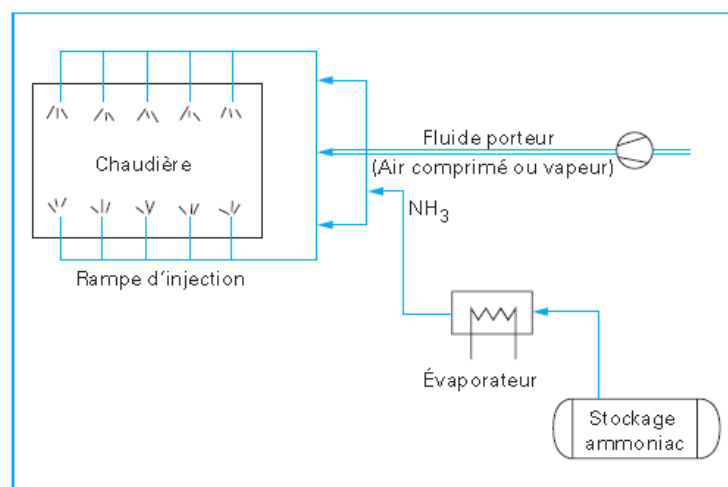 Chaudière
Fluide porteur
(Air comprimé ou vapeur)
NH3
Rampe d'injection
Évaporateur
Stockage
ammoniac